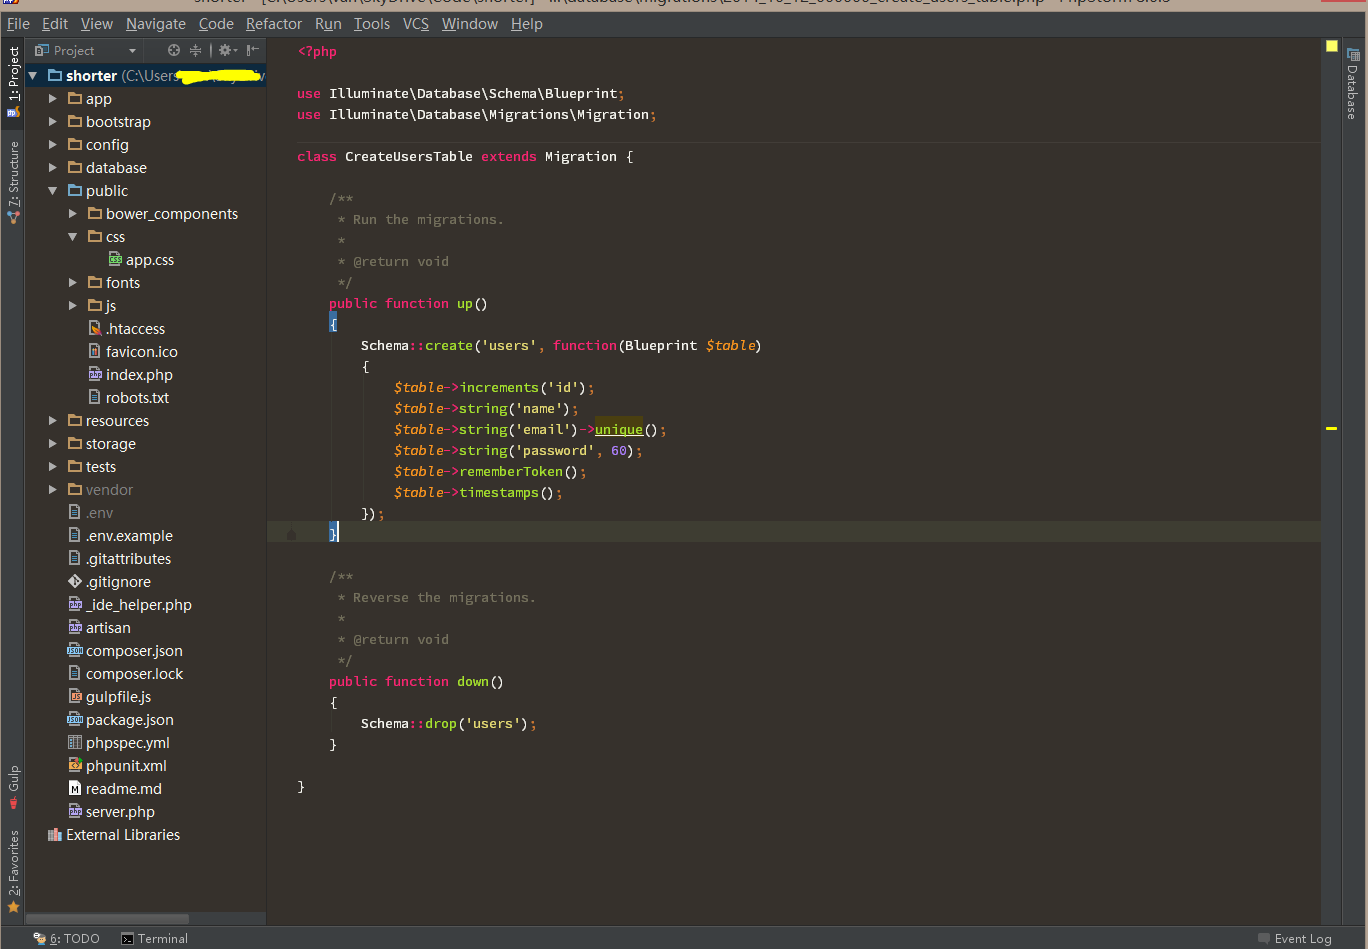 File Edit View Navigate Code Refactor Run Tools VCS Window Help
1: Project
7: Structure
Gulp
2: Favorites
Project
shorter (C:\Users
app
bootstrap
config
database
public
bower_components
css
app.css
fonts
js
.htaccess
favicon.ico
index.php
robots.txt
resources
storage
tests
vendor
.env
.env.example
.gitattributes
.gitignore
_ide_helper.php
artisan
composer.json
composer.lock
gulpfile.js
package.json
phpspec.yml
phpunit.xml
readme.md
server.php
External Libraries
<?php
use Illuminate\Database\Schema\Blueprint;
use Illuminate\Database\Migrations\Migration;
class CreateUsersTable extends Migration {
/**
* Run the migrations.
*
* @return void
*/
public function up()
{
Schema::create('users', function(Blueprint $table)
{
$table->increments('id');
$table->string('name');
$table->string('email')->unique();
$table->string('password', 60);
$table->rememberToken();
$table->timestamps();
});
}
/**
* Reverse the migrations.
*
* @return void
*/
public function down()
{
Schema::drop('users');
}
}
Database
6: TODO Terminal Event Log